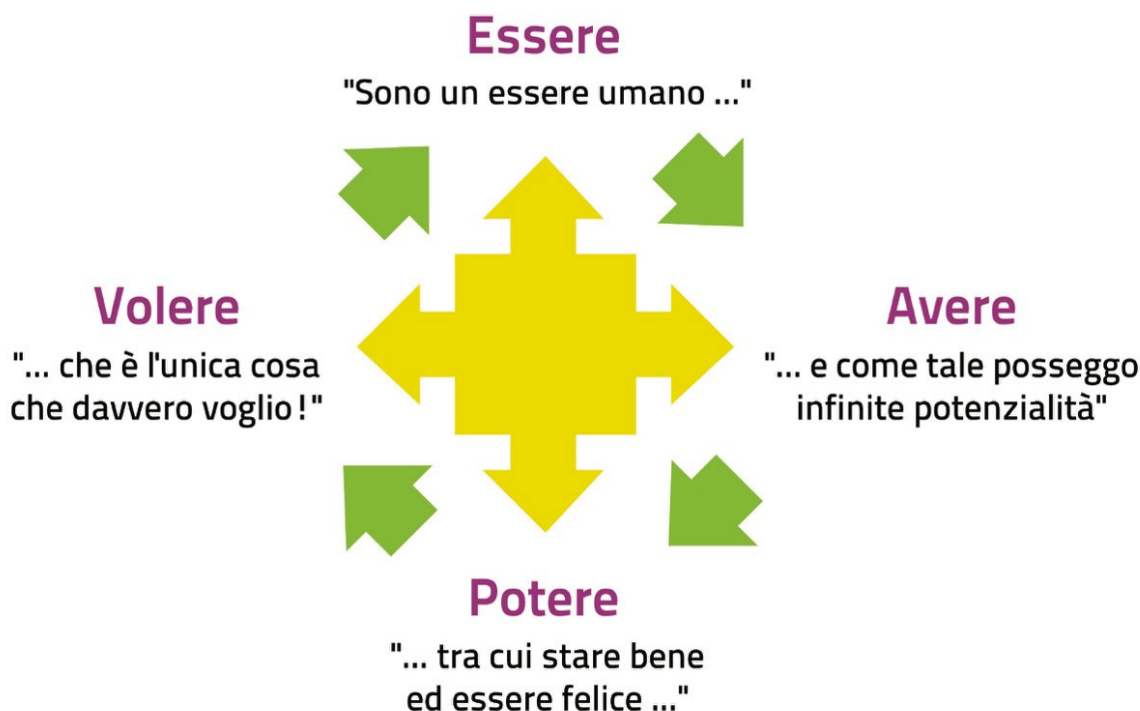 Essere
"Sono un essere umano ..."
Volere
"... che è l'unica cosa
che davvero voglio!"
Avere
"... e come tale posseggo
infinite potenzialità"
Potere
"... tra cui stare bene
ed essere felice ..."